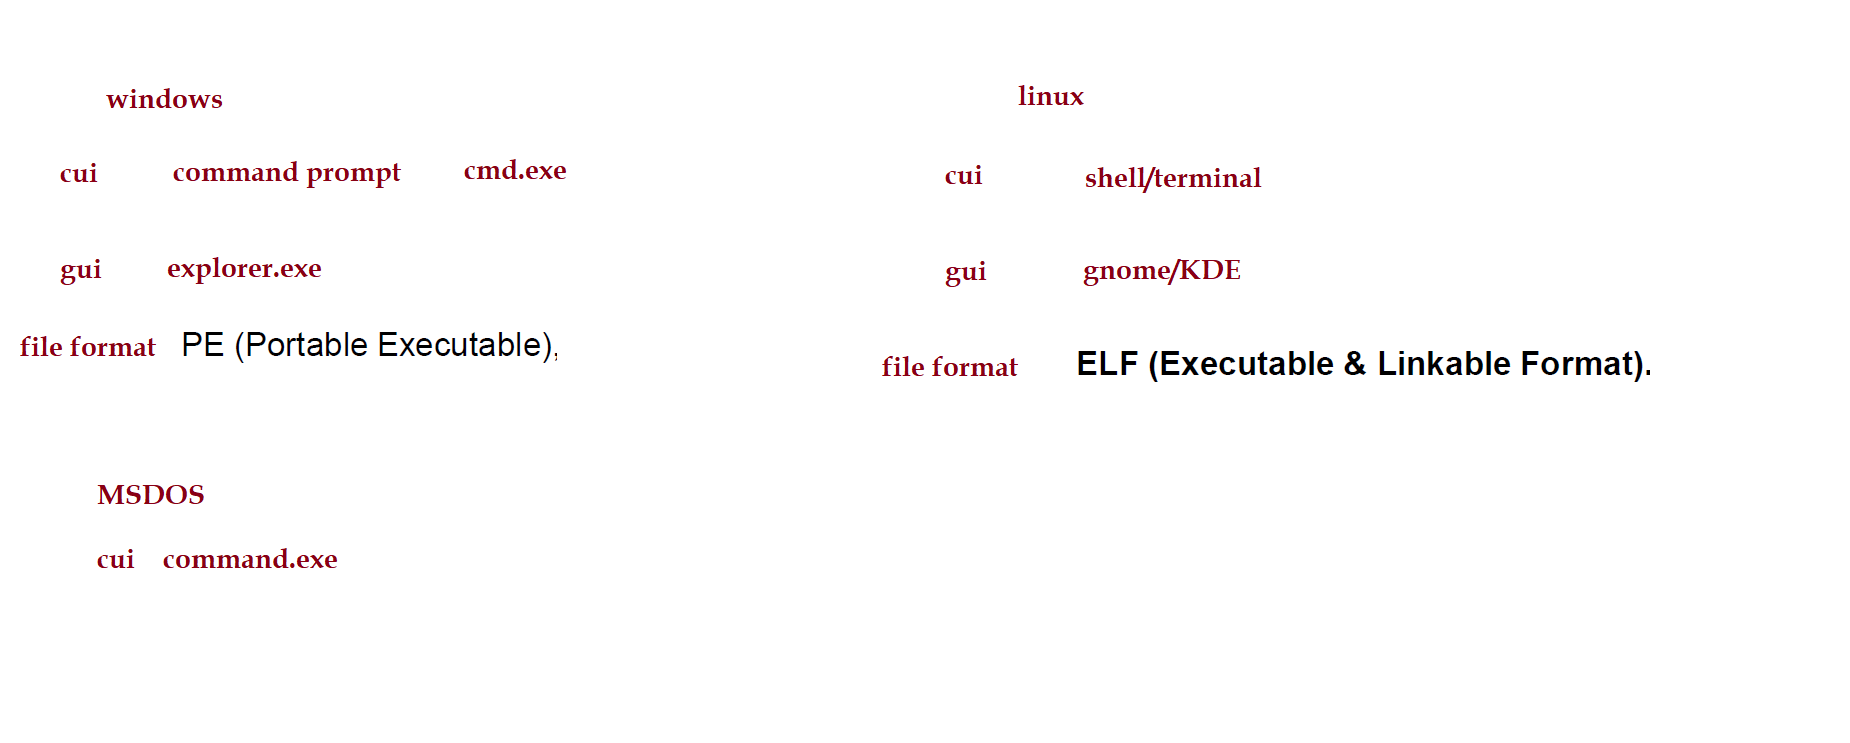 windows
cui command prompt cmd.exe
gui explorer.exe
file format PE (Portable Executable),
MSDOS
cui command.exe
linux
cui shell/terminal
gui gnome/KDE
file format ELF (Executable & Linkable Format).